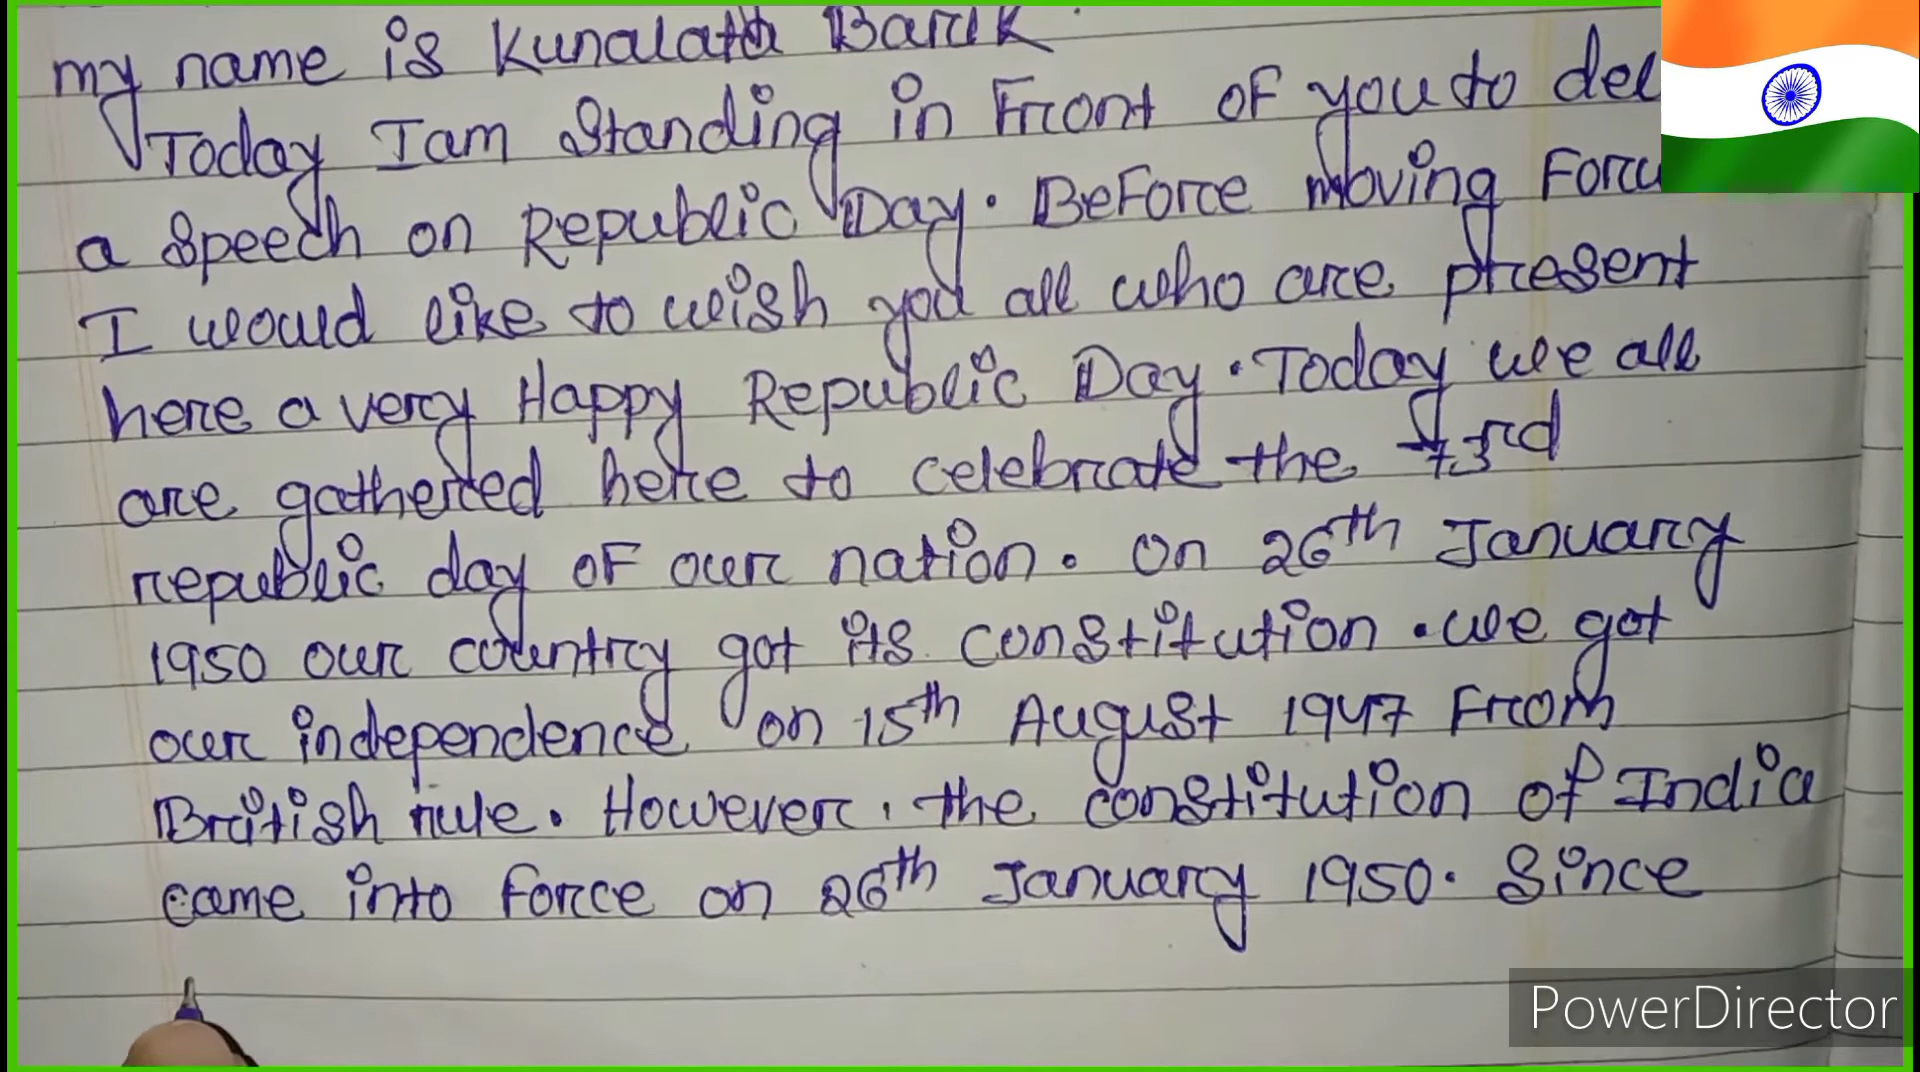 my name is Kunalata Barik.
Today I am Standing in Front of you to del
a Speech on Republic Day. Before moving Forw
I would like to wish you all who are present
here a very Happy Republic Day. Today we all
are gathered here to celebrate the 73rd
republic day of our nation. On 26th January
1950 our country got its constitution. we got
our independence on 15th August 1947 From
British rule. However, the constitution of India
came into force on 26th January 1950. Since
PowerDirector